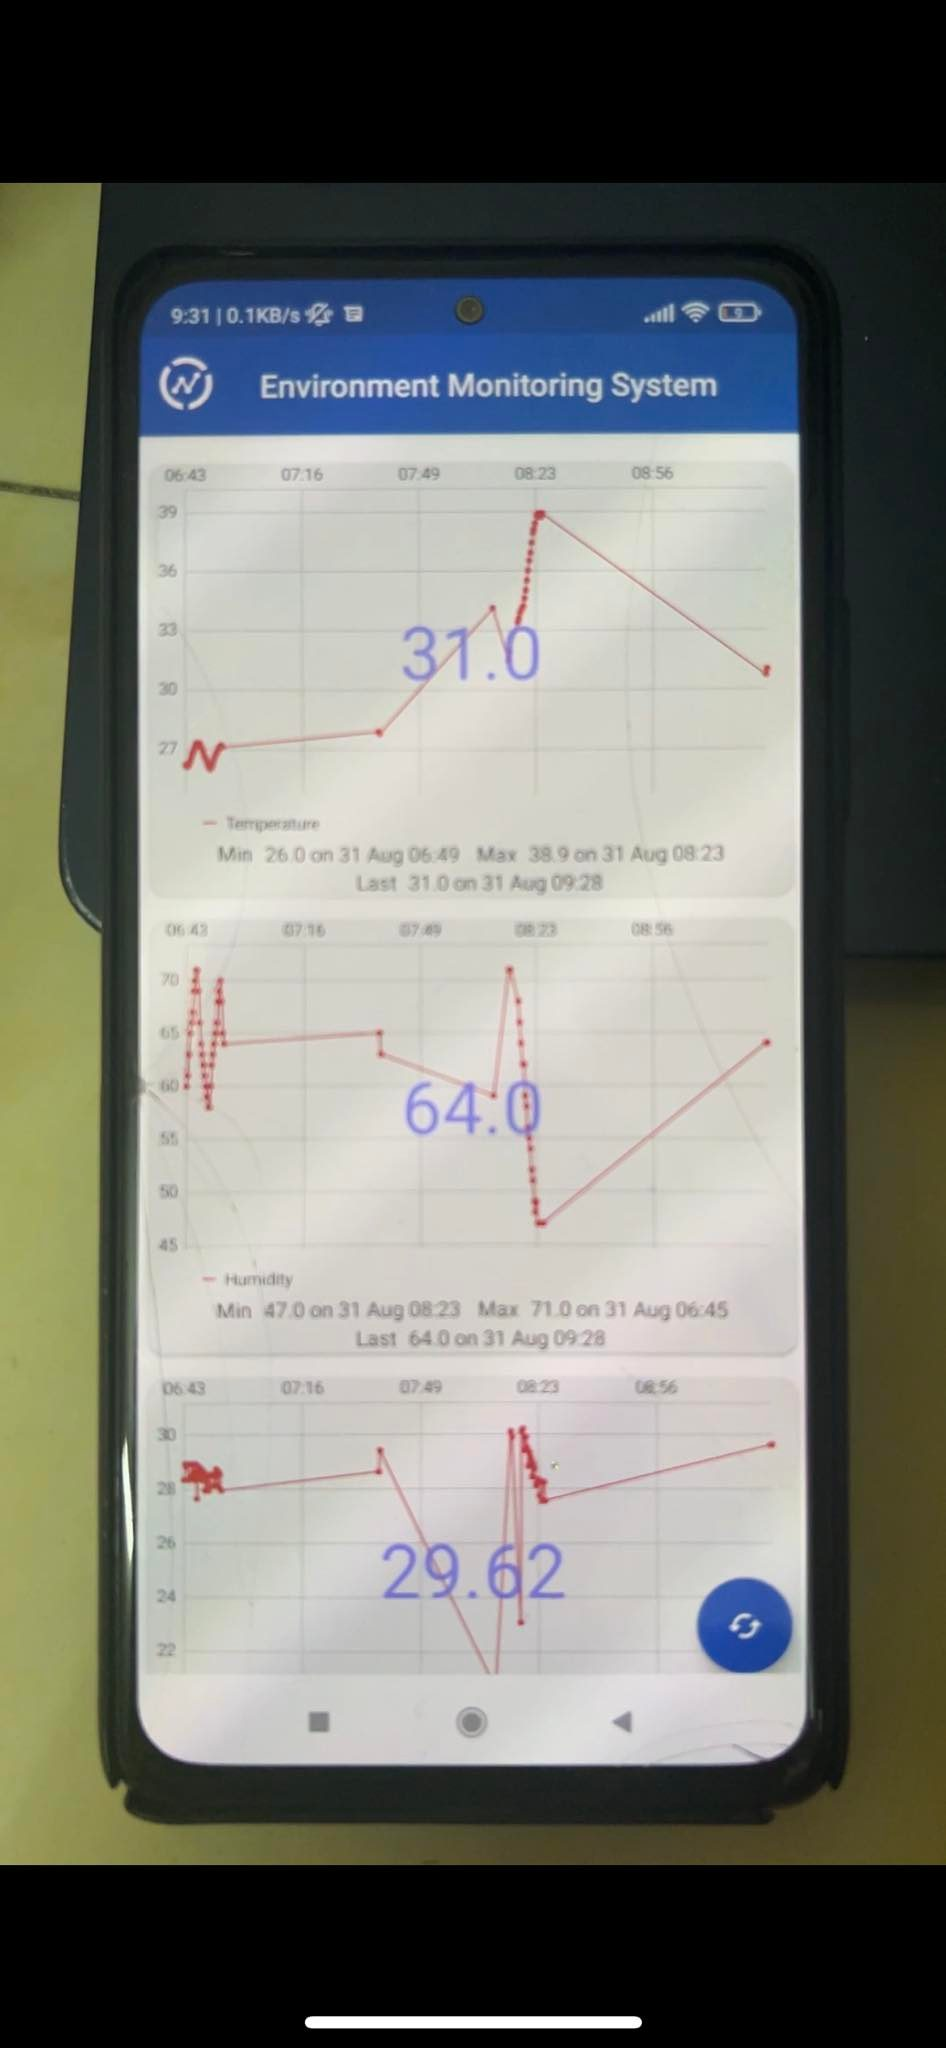 9:31 | 0.1KB/s
9
Environment Monitoring System
06:43 07:16 07:49 08:23 08:56
39
36
33
31.0
30
27
Temperature
Min 26.0 on 31 Aug 06:49 Max 38.9 on 31 Aug 08:23
Last 31.0 on 31 Aug 09:28
06:43 07:16 07:49 08:23 08:56
70
65
60
64.0
55
50
45
Humidity
Min 47.0 on 31 Aug 08:23 Max 71.0 on 31 Aug 06:45
Last 64.0 on 31 Aug 09:28
06:43 07:16 07:49 08:23 08:56
30
28
26
29.62
24
22